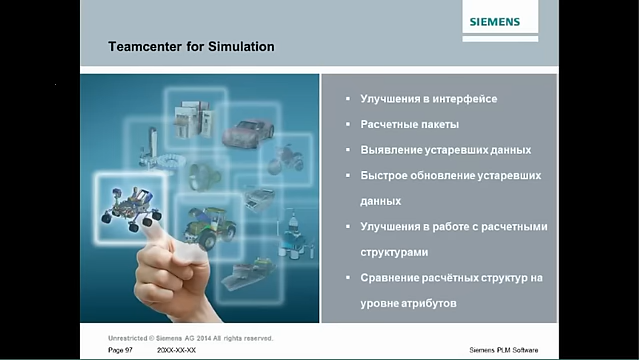 SIEMENS
Teamcenter for Simulation
Улучшения в интерфейсе
Расчетные пакеты
Выявление устаревших данных
Быстрое обновление устаревших
данных
Улучшения в работе с расчетными
структурами
Сравнение расчётных структур на
уровне атрибутов
Unrestricted © Siemens AG 2014 All rights reserved.
Page 97 20XX-XX-XX Siemens PLM Software